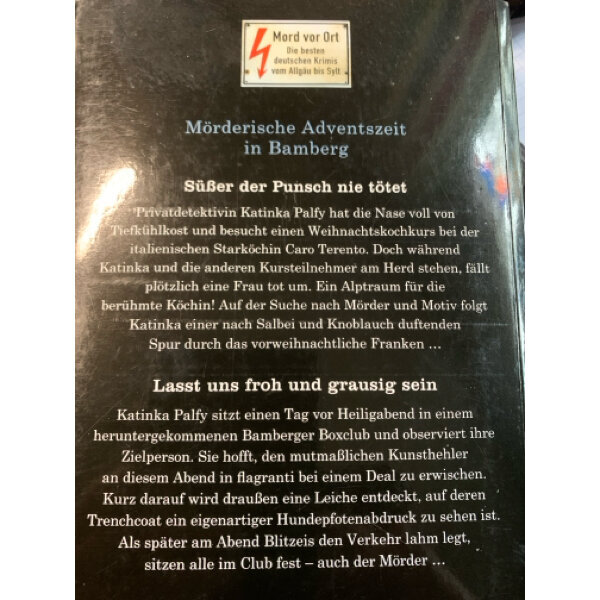 Mord vor Ort
Die besten
deutschen Krimis
vom Allgäu bis Sylt
Mörderische Adventszeit
in Bamberg
Süßer der Punsch nie tötet
Privatdetektivin Katinka Palfy hat die Nase voll von
Tiefkühlkost und besucht einen Weihnachtskochkurs bei der
italienischen Starköchin Caro Terento. Doch während
Katinka und die anderen Kursteilnehmer am Herd stehen, fällt
plötzlich eine Frau tot um. Ein Alptraum für die
berühmte Köchin! Auf der Suche nach Mörder und Motiv folgt
Katinka einer nach Salbei und Knoblauch duftenden
Spur durch das vorweihnachtliche Franken ...
Lasst uns froh und grausig sein
Katinka Palfy sitzt einen Tag vor Heiligabend in einem
heruntergekommenen Bamberger Boxclub und observiert ihre
Zielperson. Sie hofft, den mutmaßlichen Kunsthehler
an diesem Abend in flagranti bei einem Deal zu erwischen.
Kurz darauf wird draußen eine Leiche entdeckt, auf deren
Trenchcoat ein eigenartiger Hundepfotenabdruck zu sehen ist.
Als später am Abend Blitzeis den Verkehr lahm legt,
sitzen alle im Club fest – auch der Mörder ...